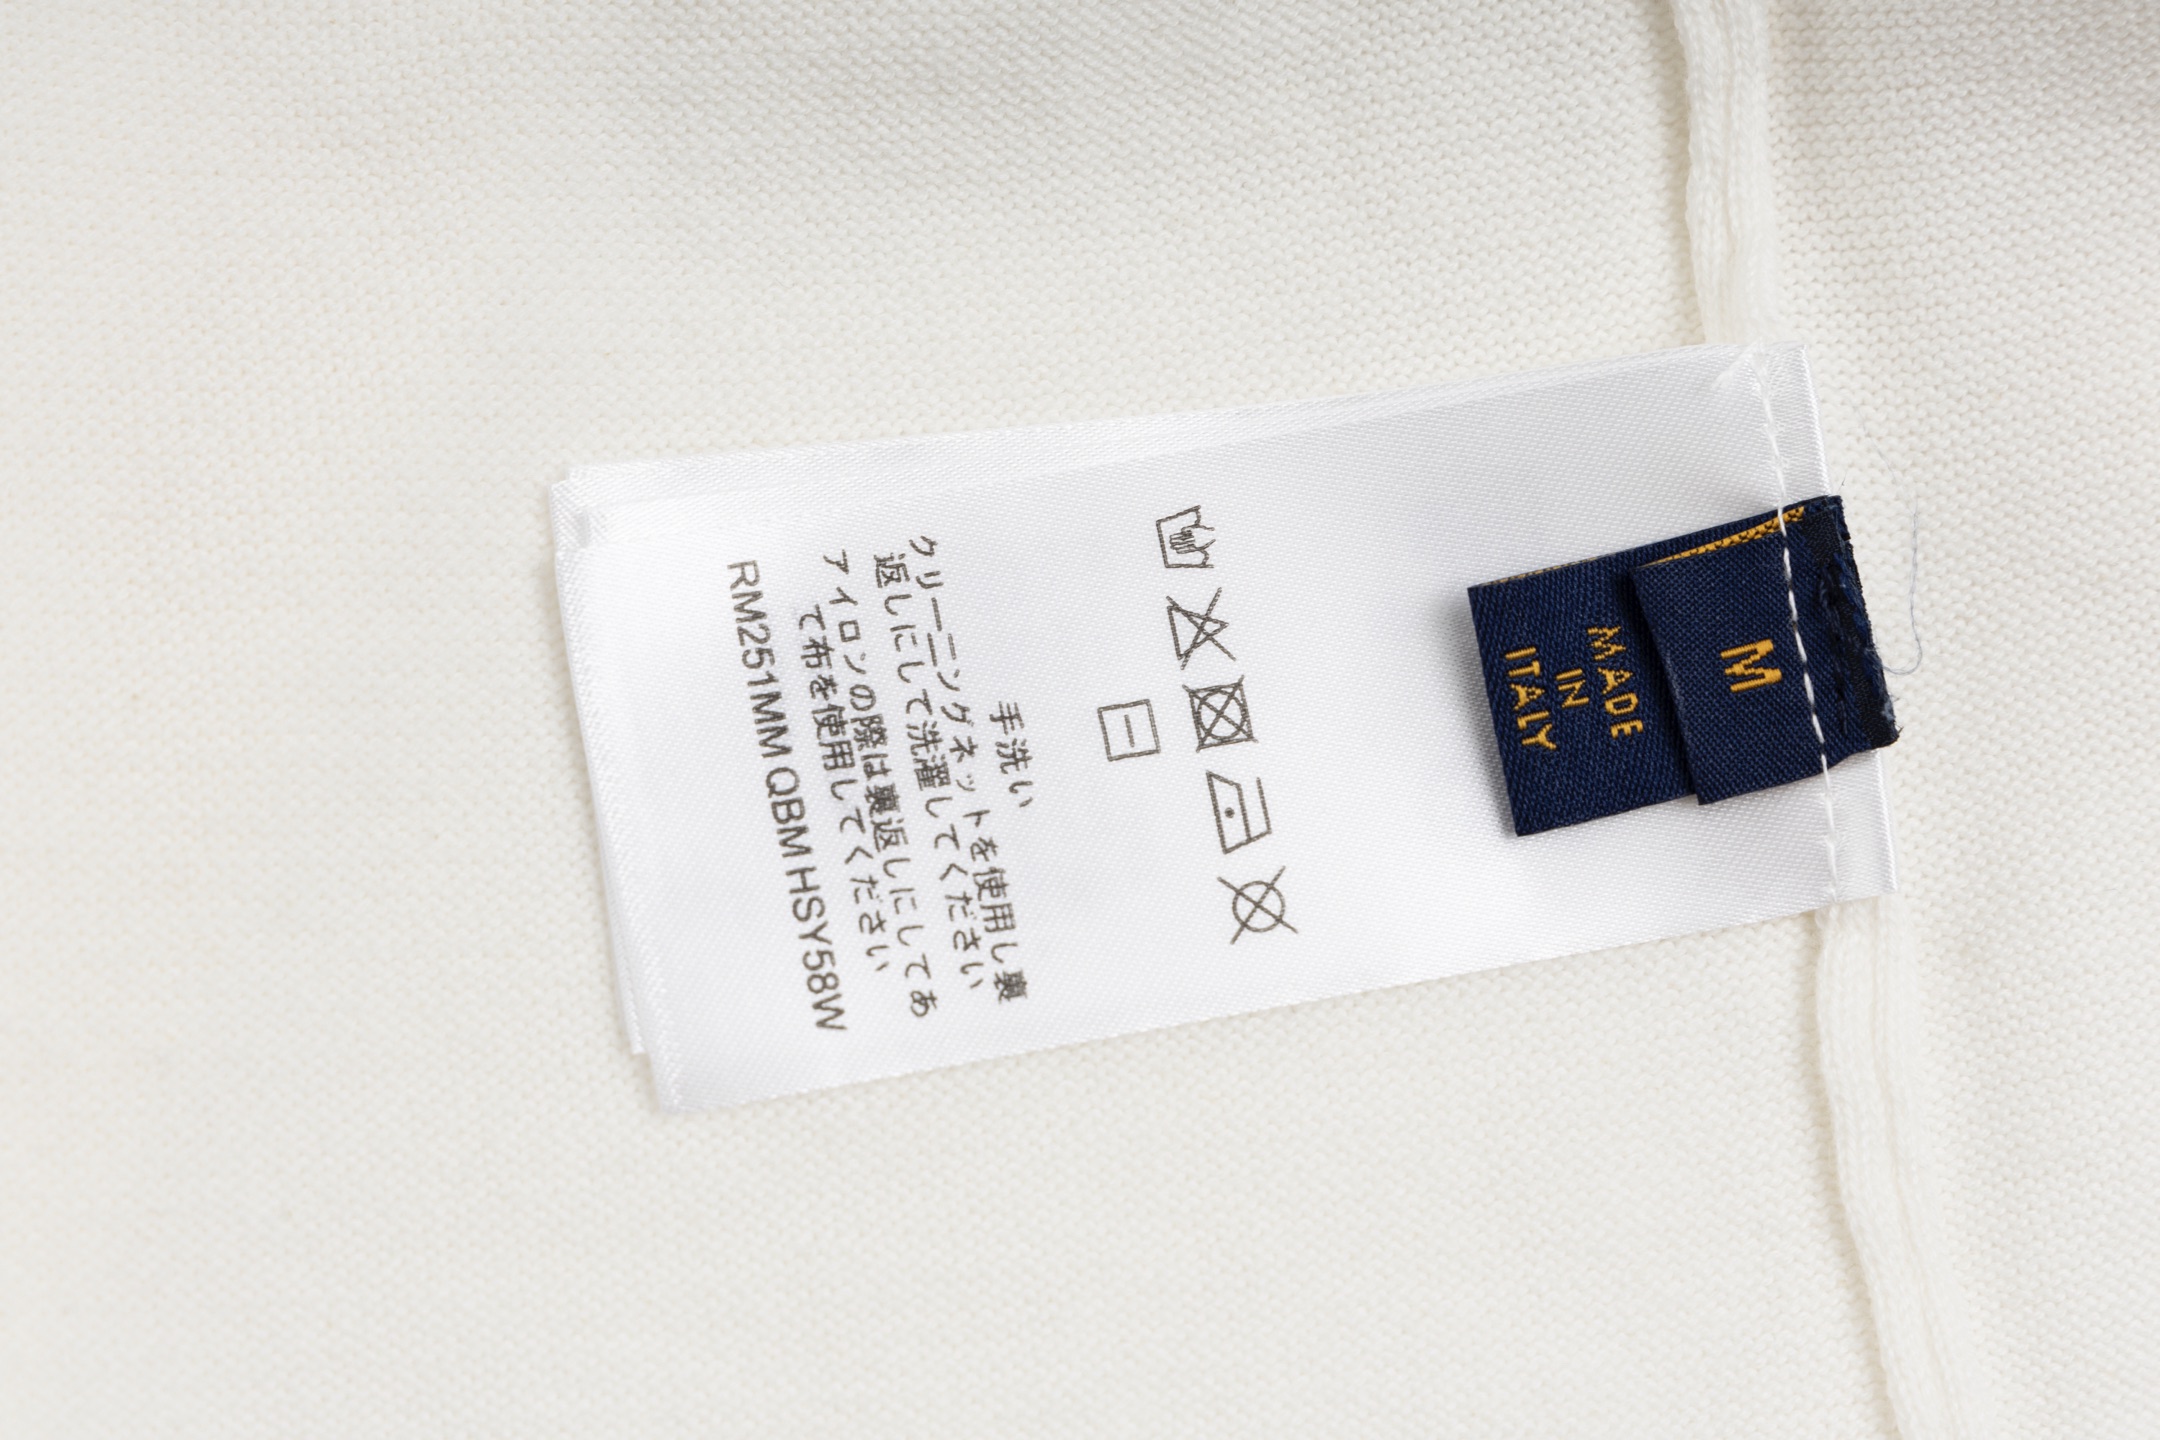 M
MADE
IN
ITALY
手洗い
クリーニングネットを使用し裏
返しにして洗濯してください
アイロンの際は裏返しにしてあ
て布を使用してください
RM251MM QBM HSY58W